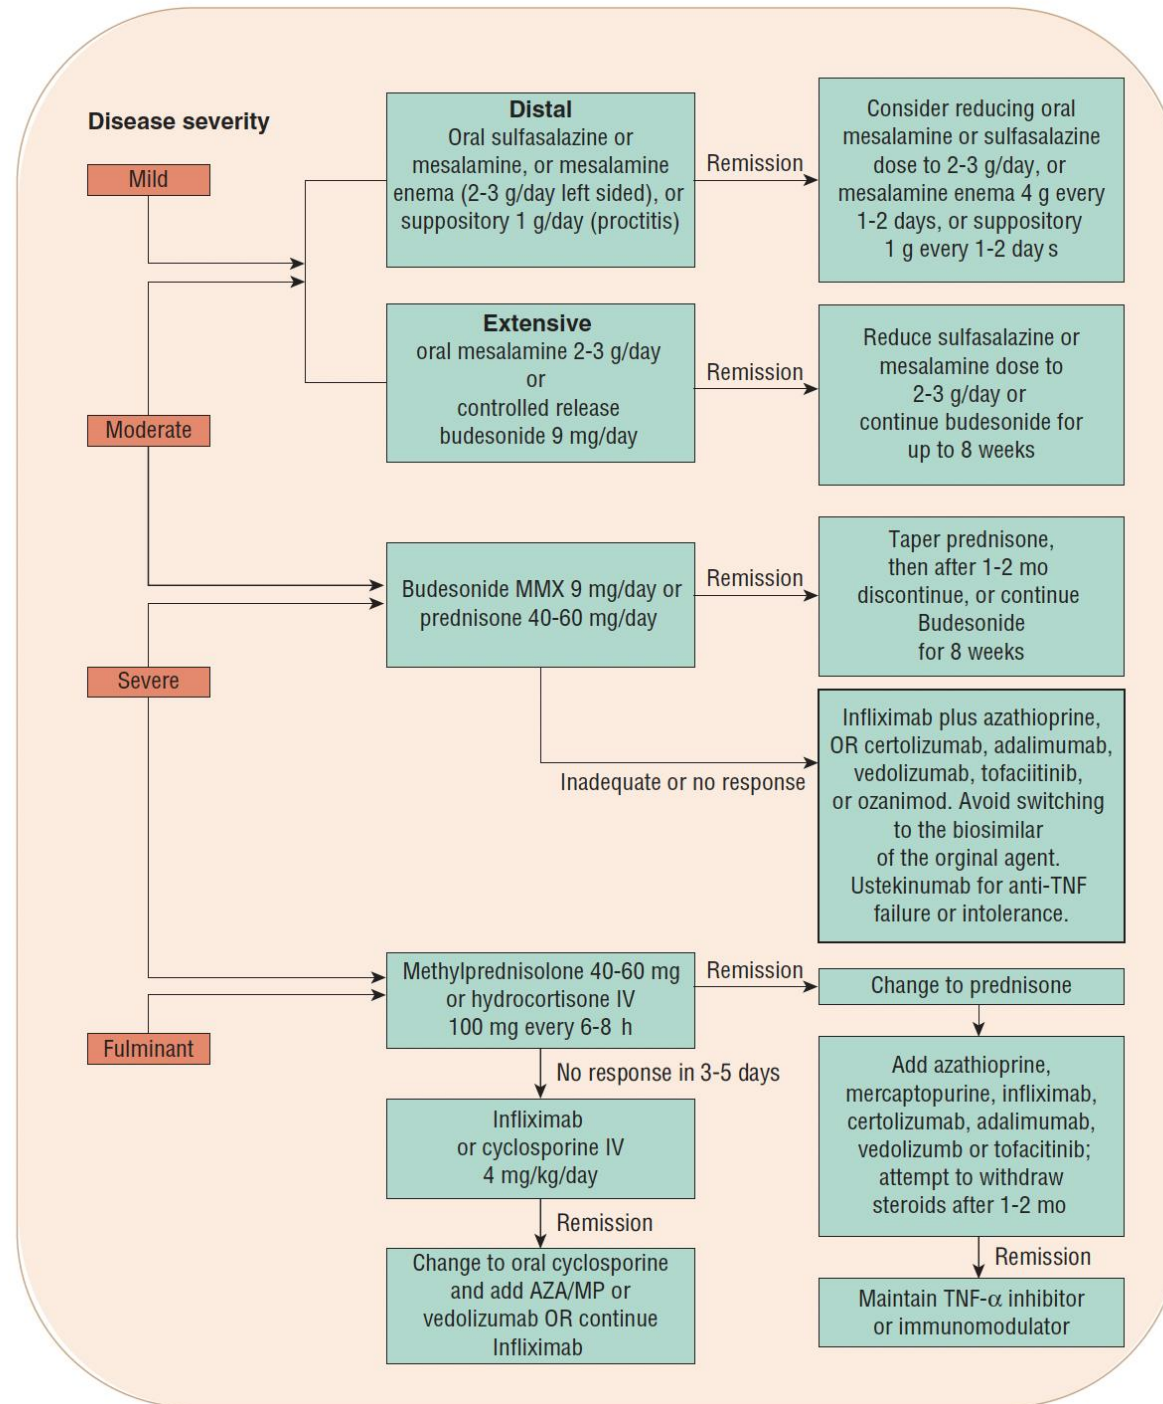 Disease severity
Mild
Moderate
Severe
Fulminant
Distal
Oral sulfasalazine or
mesalamine, or mesalamine
enema (2-3 g/day left sided), or
suppository 1 g/day (proctitis)
Remission
Consider reducing oral
mesalamine or sulfasalazine
dose to 2-3 g/day, or
mesalamine enema 4 g every
1-2 days, or suppository
1 g every 1-2 days
Extensive
oral mesalamine 2-3 g/day
or
controlled release
budesonide 9 mg/day
Remission
Reduce sulfasalazine or
mesalamine dose to
2-3 g/day or
continue budesonide for
up to 8 weeks
Budesonide MMX 9 mg/day or
prednisone 40-60 mg/day
Remission
Taper prednisone,
then after 1-2 mo
discontinue, or continue
Budesonide
for 8 weeks
Inadequate or no response
Infliximab plus azathioprine,
OR certolizumab, adalimumab,
vedolizumab, tofaciitinib,
or ozanimod. Avoid switching
to the biosimilar
of the orginal agent.
Ustekinumab for anti-TNF
failure or intolerance.
Methylprednisolone 40-60 mg
or hydrocortisone IV
100 mg every 6-8 h
Remission
Change to prednisone
No response in 3-5 days
Infliximab
or cyclosporine IV
4 mg/kg/day
Remission
Change to oral cyclosporine
and add AZA/MP or
vedolizumab OR continue
Infliximab
Add azathioprine,
mercaptopurine, infliximab,
certolizumab, adalimumab,
vedolizumb or tofacitinib;
attempt to withdraw
steroids after 1-2 mo
Remission
Maintain TNF-α inhibitor
or immunomodulator